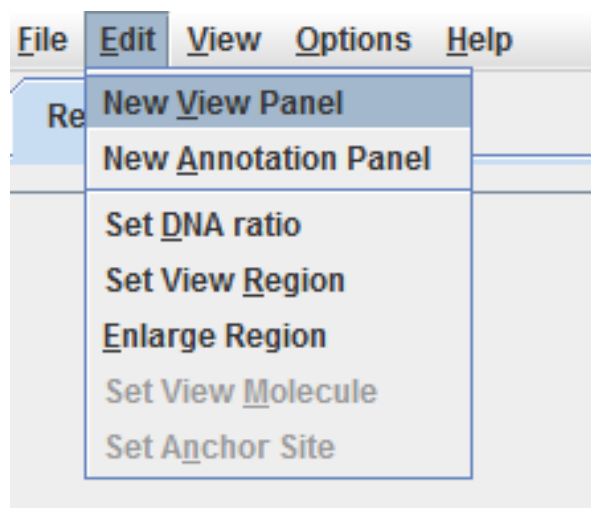 File Edit View Options Help
Re
New View Panel
New Annotation Panel
Set DNA ratio
Set View Region
Enlarge Region
Set View Molecule
Set Anchor Site